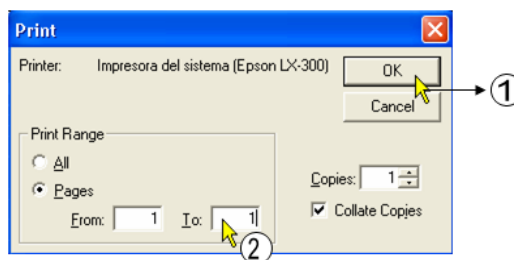 Print
Printer: Impresora del sistema (Epson LX-300)
OK
1
Cancel
Print Range
All
Pages
From: 1 To: 1
2
Copies: 1
Collate Copies